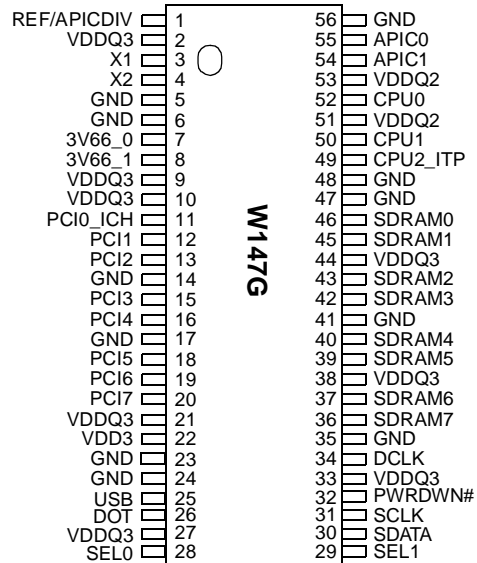 REF/APICDIV 1 56 GND
VDDQ3 2 55 APIC0
X1 3 54 APIC1
X2 4 53 VDDQ2
GND 5 52 CPU0
GND 6 51 VDDQ2
3V66_0 7 50 CPU1
3V66_1 8 49 CPU2_ITP
VDDQ3 9 48 GND
VDDQ3 10 47 GND
PCI0_ICH 11 46 SDRAM0
PCI1 12 45 SDRAM1
PCI2 13 44 VDDQ3
GND 14 43 SDRAM2
PCI3 15 42 SDRAM3
PCI4 16 41 GND
GND 17 40 SDRAM4
PCI5 18 39 SDRAM5
PCI6 19 38 VDDQ3
PCI7 20 37 SDRAM6
VDDQ3 21 36 SDRAM7
VDD3 22 35 GND
GND 23 34 DCLK
GND 24 33 VDDQ3
USB 25 32 PWRDWN#
DOT 26 31 SCLK
VDDQ3 27 30 SDATA
SEL0 28 29 SEL1
W147G